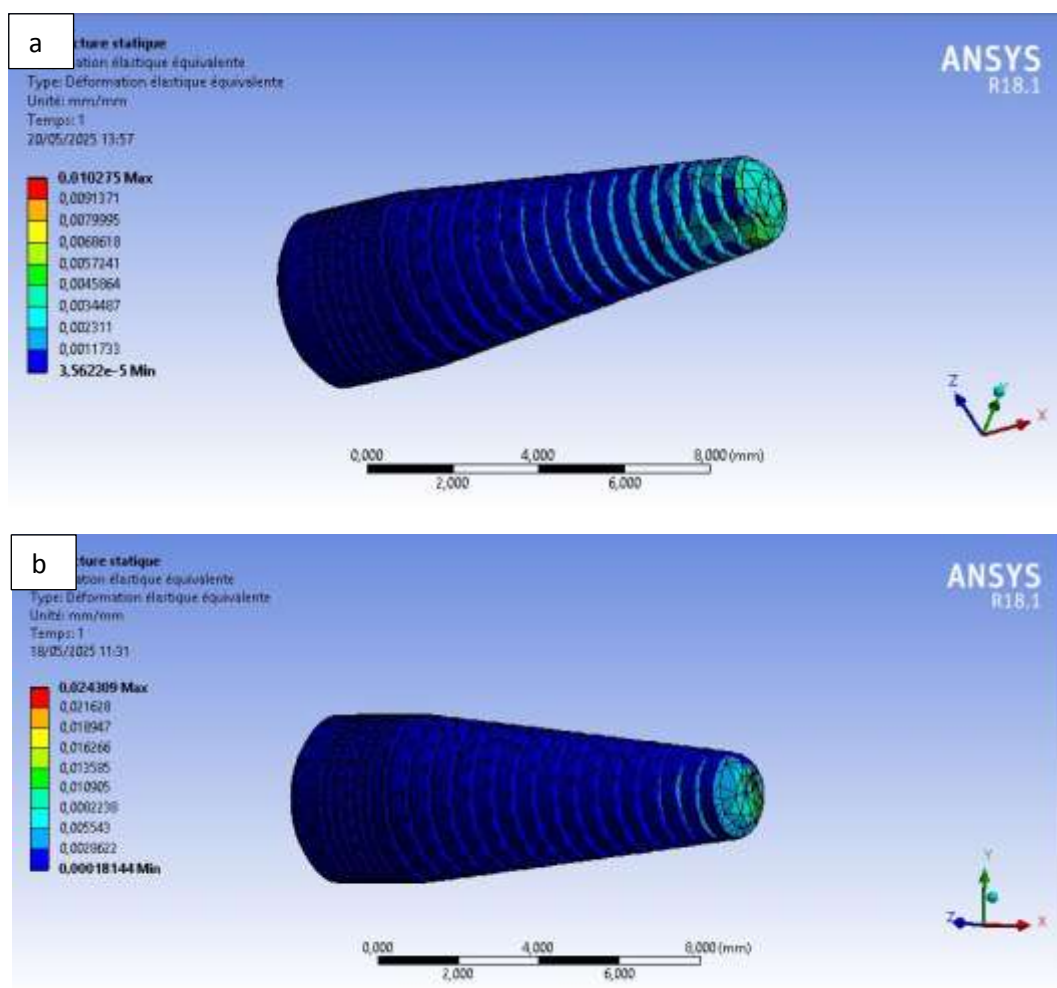 a
cture statique
ation élastique équivalente
Type: Déformation élastique équivalente
Unité: mm/mm
Temps: 1
20/05/2025 13:57
ANSYS
R18.1
0,010275 Max
0,0091371
0,0079995
0,0068618
0,0057241
0,0045864
0,0034487
0,002311
0,0011733
3,5622e-5 Min
Z
Y
X
0,000 4,000 8,000 (mm)
2,000 6,000
b
cture statique
ation élastique équivalente
Type: Déformation élastique équivalente
Unité: mm/mm
Temps: 1
18/05/2025 11:31
ANSYS
R18.1
0,024309 Max
0,021628
0,018947
0,016266
0,013585
0,010905
0,0082238
0,005543
0,0028622
0,00018144 Min
Y
Z
X
0,000 4,000 8,000 (mm)
2,000 6,000